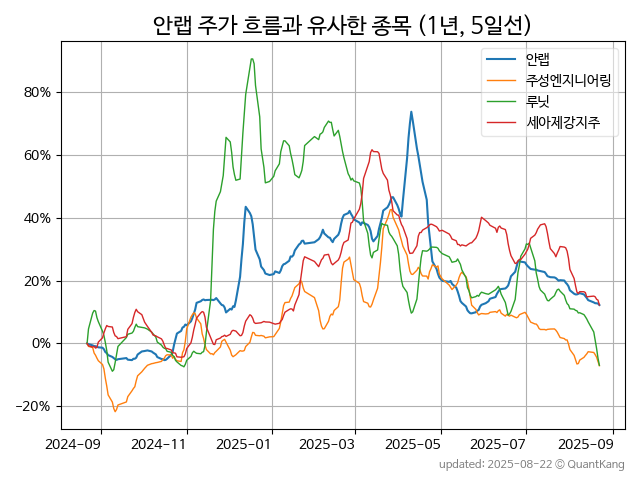 안랩 주가 흐름과 유사한 종목 (1년, 5일선)
안랩
주성엔지니어링
루닛
세아제강지주
80%
60%
40%
20%
0%
−20%
2024-09
2024-11
2025-01
2025-03
2025-05
2025-07
2025-09
updated: 2025-08-22 © QuantKang